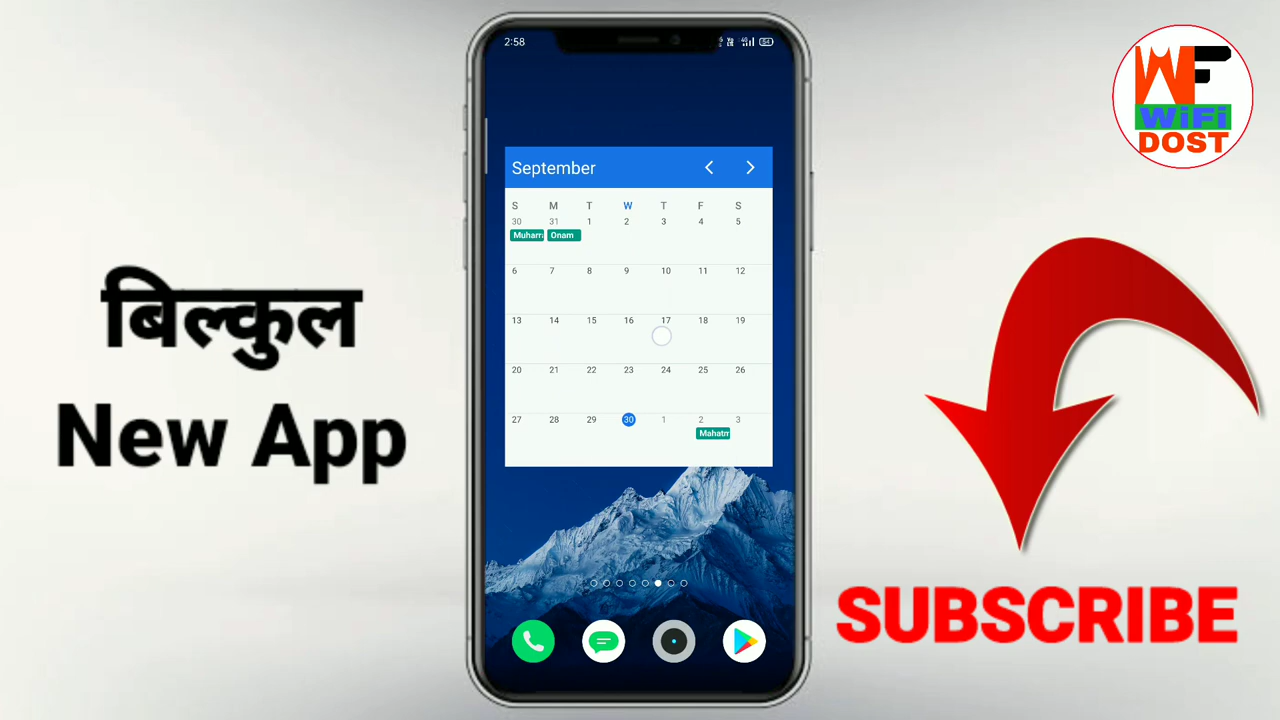 2:58
WF
WiFi
DOST
September
S M T W T F S
30 31 1 2 3 4 5
Muharr Onam
6 7 8 9 10 11 12
13 14 15 16 17 18 19
20 21 22 23 24 25 26
27 28 29 30 1 2 3
Mahatm
बिल्कुल
New App
SUBSCRIBE